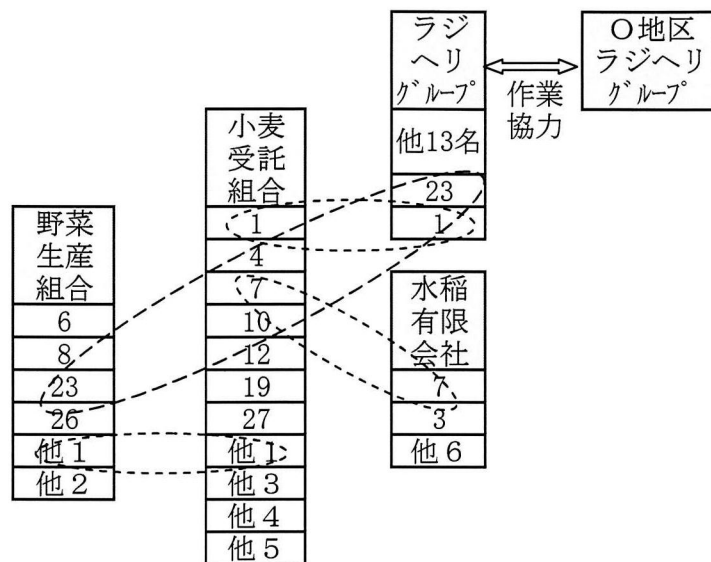 ラジ
ヘリ
グループ
他13名
23
1
作業
協力
O地区
ラジヘリ
グループ
小麦
受託
組合
1
4
7
10
12
19
27
他1
他3
他4
他5
野菜
生産
組合
6
8
23
26
他1
他2
水稲
有限
会社
7
3
他6